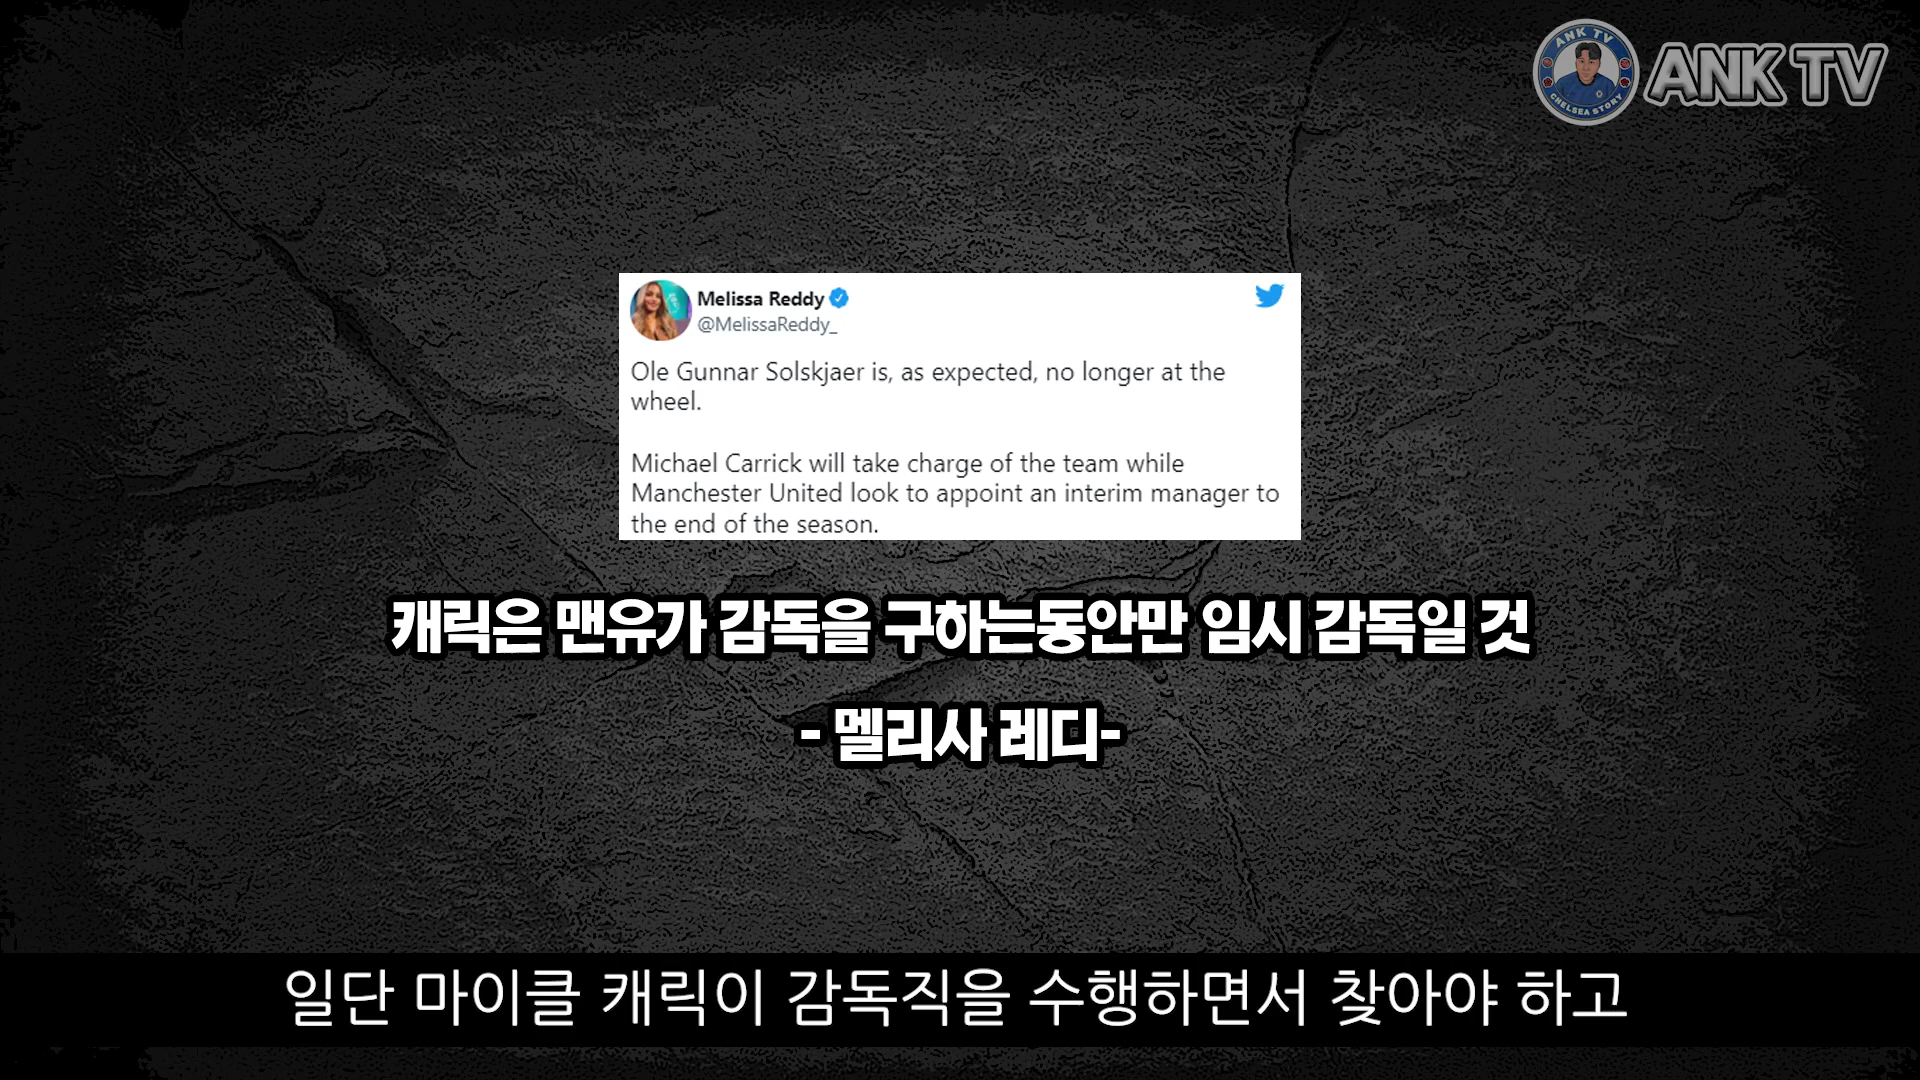 ANK TV
CHELSEA STORY
ANK TV
Melissa Reddy
@MelissaReddy_
Ole Gunnar Solskjaer is, as expected, no longer at the
wheel.
Michael Carrick will take charge of the team while
Manchester United look to appoint an interim manager to
the end of the season.
캐릭은 맨유가 감독을 구하는동안만 임시 감독일 것
- 멜리사 레디-
일단 마이클 캐릭이 감독직을 수행하면서 찾아야 하고